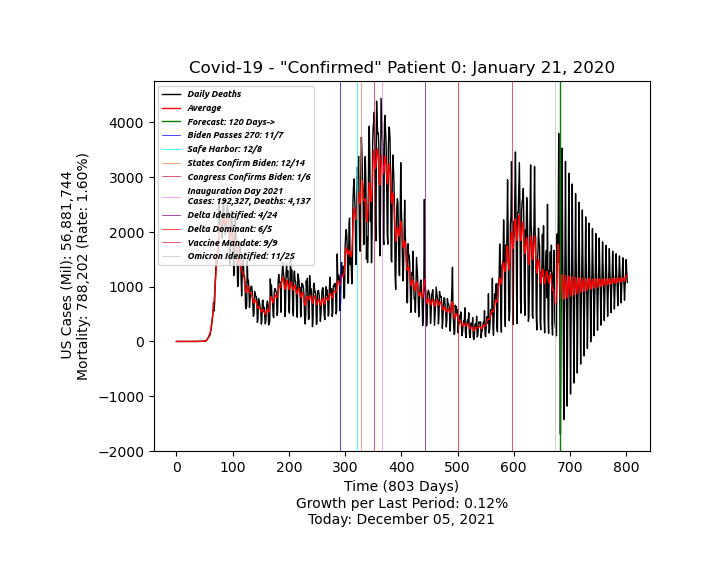 Covid-19 - "Confirmed" Patient 0: January 21, 2020
Daily Deaths
Average
Forecast: 120 Days->
Biden Passes 270: 11/7
Safe Harbor: 12/8
States Confirm Biden: 12/14
Congress Confirms Biden: 1/6
Inauguration Day 2021
Cases: 192,327, Deaths: 4,137
Delta Identified: 4/24
Delta Dominant: 6/5
Vaccine Mandate: 9/9
Omicron Identified: 11/25
US Cases (Mil): 56,881,744
Mortality: 788,202 (Rate: 1.60%)
4000
3000
2000
1000
0
−1000
−2000
0 100 200 300 400 500 600 700 800
Time (803 Days)
Growth per Last Period: 0.12%
Today: December 05, 2021